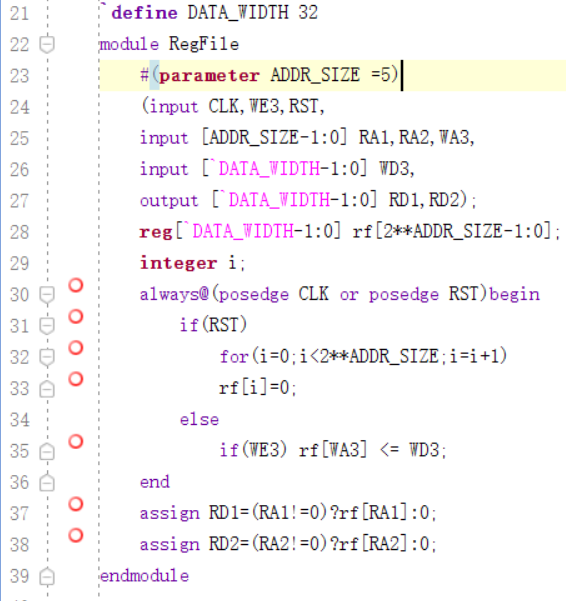 21 `define DATA_WIDTH 32
22 module RegFile
23 #(parameter ADDR_SIZE =5)
24 (input CLK,WE3,RST,
25 input [ADDR_SIZE-1:0] RA1,RA2,WA3,
26 input [`DATA_WIDTH-1:0] WD3,
27 output [`DATA_WIDTH-1:0] RD1,RD2);
28 reg[`DATA_WIDTH-1:0] rf[2**ADDR_SIZE-1:0];
29 integer i;
30 always@(posedge CLK or posedge RST)begin
31 if(RST)
32 for(i=0;i<2**ADDR_SIZE;i=i+1)
33 rf[i]=0;
34 else
35 if(WE3) rf[WA3] <= WD3;
36 end
37 assign RD1=(RA1!=0)?rf[RA1]:0;
38 assign RD2=(RA2!=0)?rf[RA2]:0;
39 endmodule